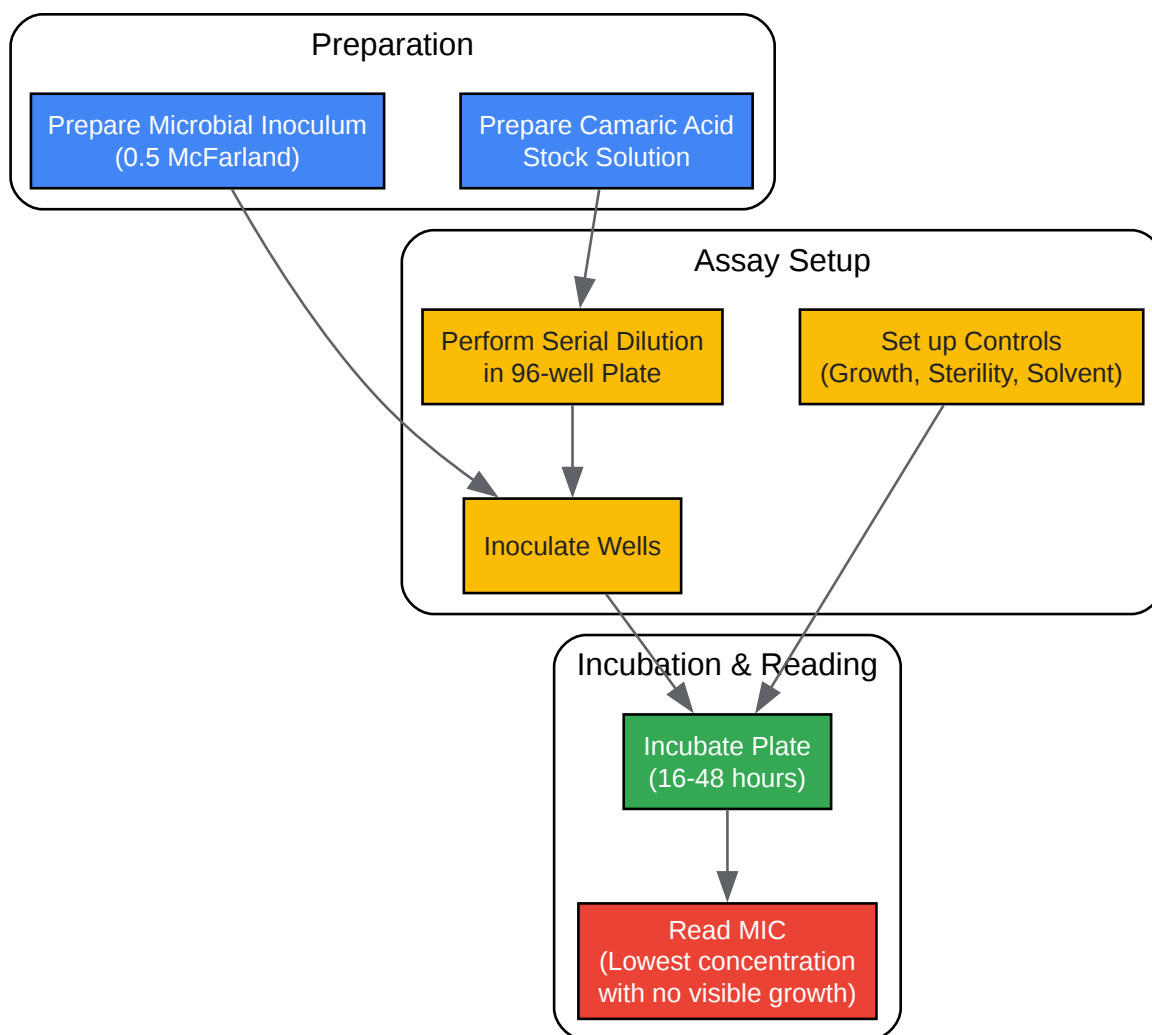 Preparation
Prepare Microbial Inoculum
(0.5 McFarland)
Prepare Camaric Acid
Stock Solution
Assay Setup
Perform Serial Dilution
in 96-well Plate
Set up Controls
(Growth, Sterility, Solvent)
Inoculate Wells
Incubation & Reading
Incubate Plate
(16-48 hours)
Read MIC
(Lowest concentration
with no visible growth)